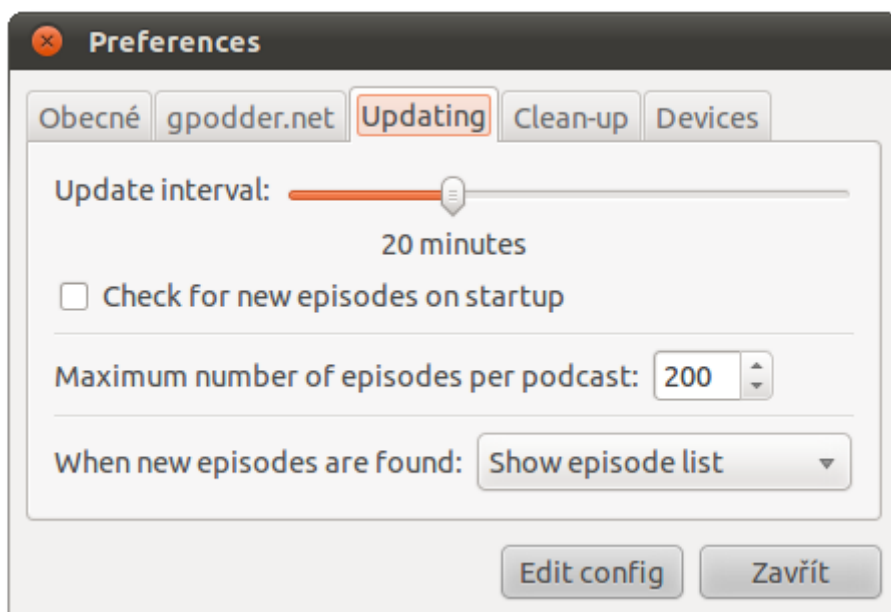 Preferences
Obecné gpodder.net Updating Clean-up Devices
Update interval:
20 minutes
Check for new episodes on startup
Maximum number of episodes per podcast: 200
When new episodes are found: Show episode list
Edit config Zavřít